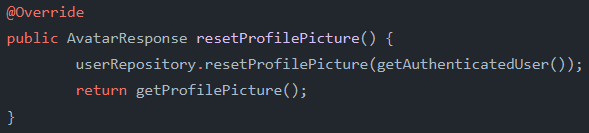 @Override
public AvatarResponse resetProfilePicture() {
        userRepository.resetProfilePicture(getAuthenticatedUser());
        return getProfilePicture();
}